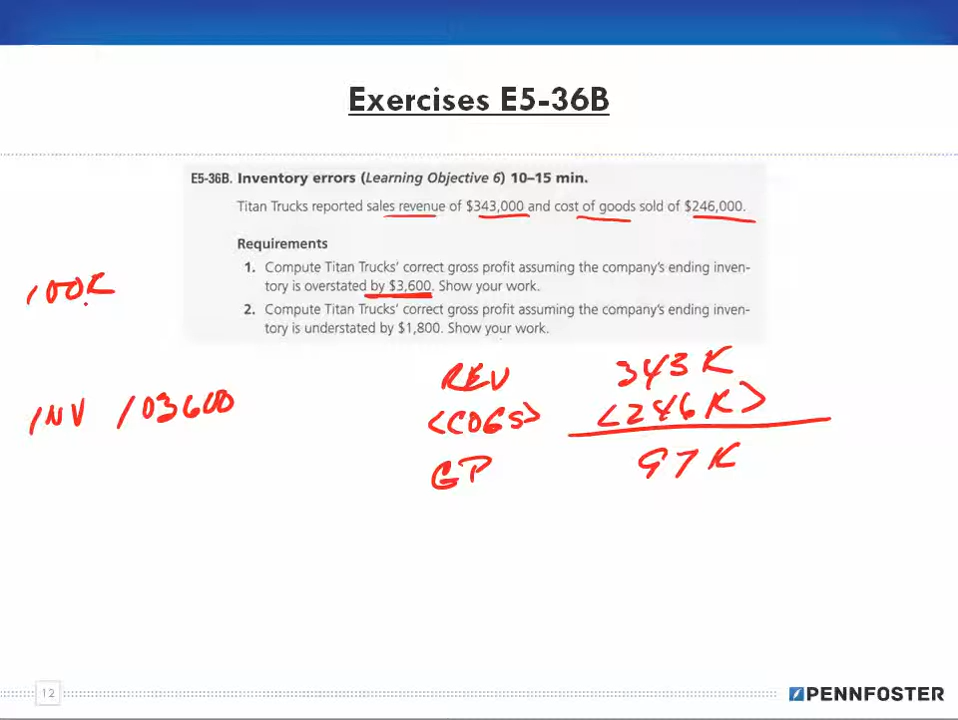 Exercises E5-36B
E5-36B. Inventory errors (Learning Objective 6) 10–15 min.
Titan Trucks reported sales revenue of $343,000 and cost of goods sold of $246,000.
Requirements
1. Compute Titan Trucks' correct gross profit assuming the company's ending inven-
tory is overstated by $3,600. Show your work.
2. Compute Titan Trucks' correct gross profit assuming the company's ending inven-
tory is understated by $1,800. Show your work.
100K
INV 103600
REV 343K
<COGS> <246K>
GP 97K
12
PENNFOSTER